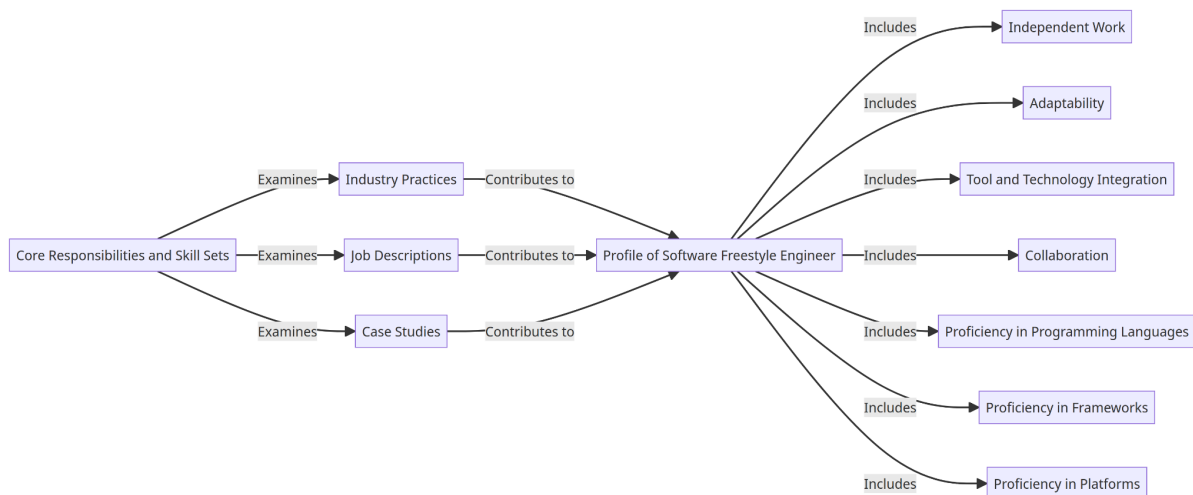 Includes
Independent Work
Includes
Adaptability
Examines
Industry Practices
Contributes to
Includes
Tool and Technology Integration
Core Responsibilities and Skill Sets
Examines
Job Descriptions
Contributes to
Profile of Software Freestyle Engineer
Includes
Collaboration
Examines
Case Studies
Contributes to
Includes
Proficiency in Programming Languages
Includes
Proficiency in Frameworks
Includes
Proficiency in Platforms